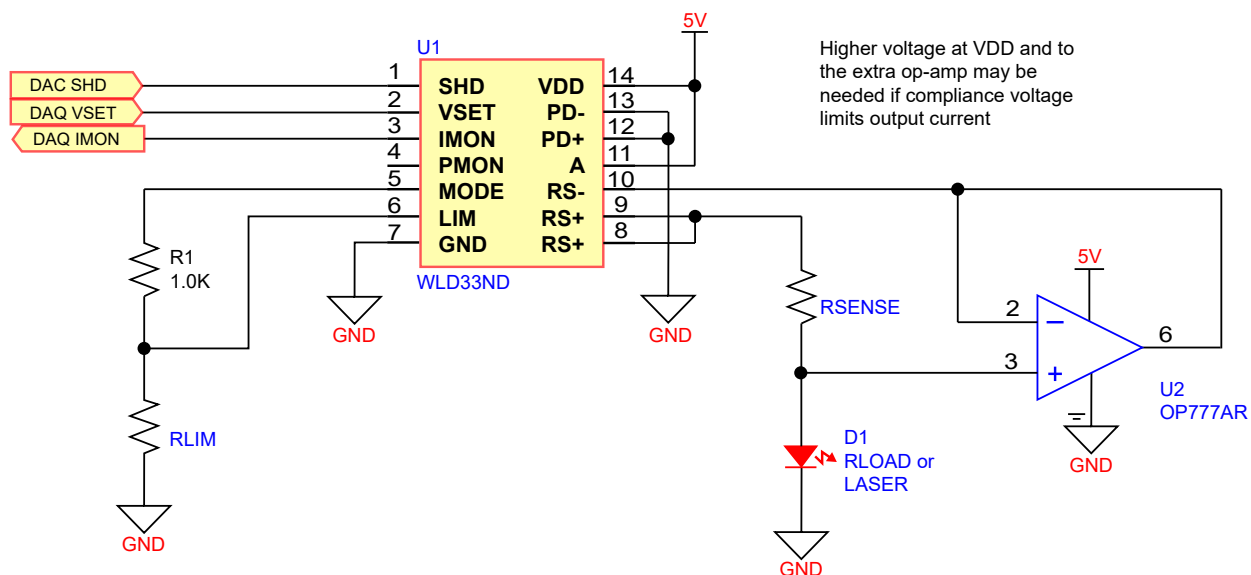 5V
U1
Higher voltage at VDD and to
the extra op-amp may be
needed if compliance voltage
limits output current
DAC SHD
DAQ VSET
DAQ IMON
1 SHD VDD 14
2 VSET PD- 13
3 IMON PD+ 12
4 PMON A 11
5 MODE RS- 10
6 LIM RS+ 9
7 GND RS+ 8
WLD33ND
R1
1.0K
GND
GND
RSENSE
5V
2
3
6
U2
OP777AR
RLIM
D1
RLOAD or
LASER
GND
GND
GND